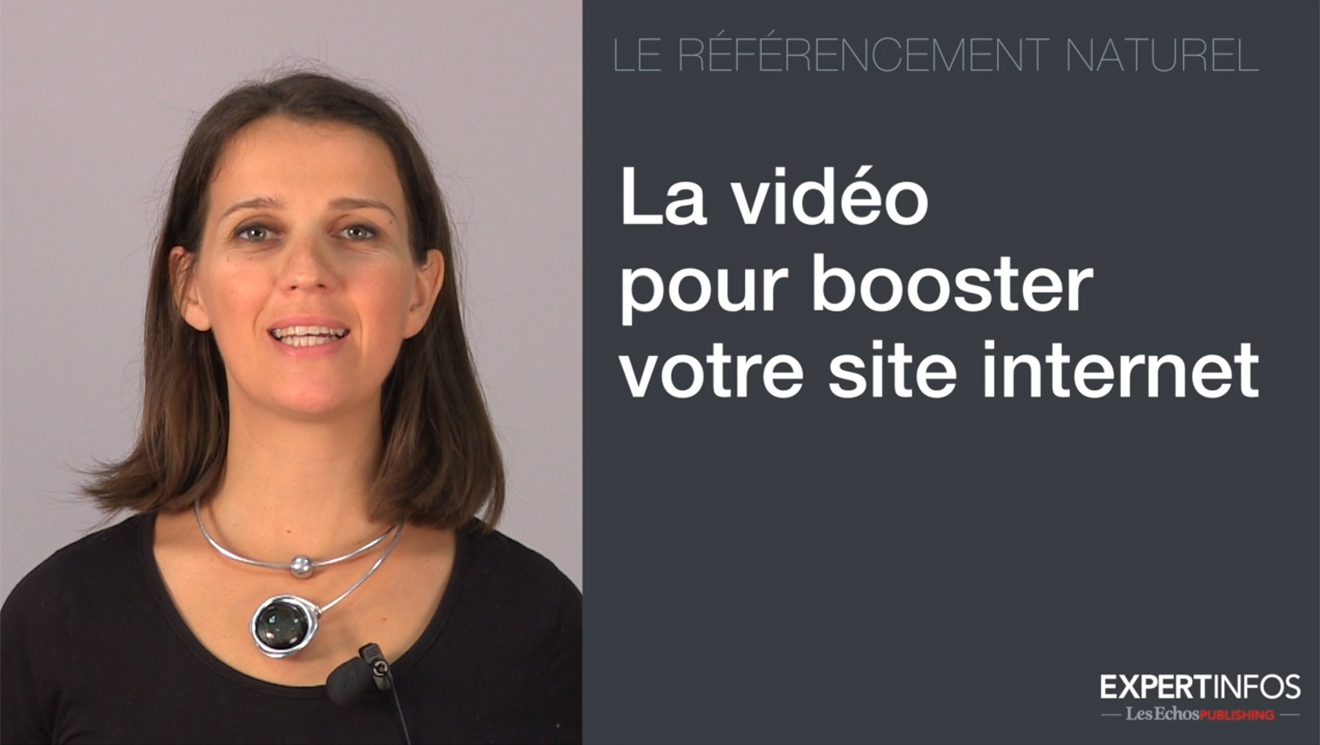 LE RÉFÉRENCEMENT NATUREL
La vidéo
pour booster
votre site internet
EXPERTINFOS
Les Echos PUBLISHING